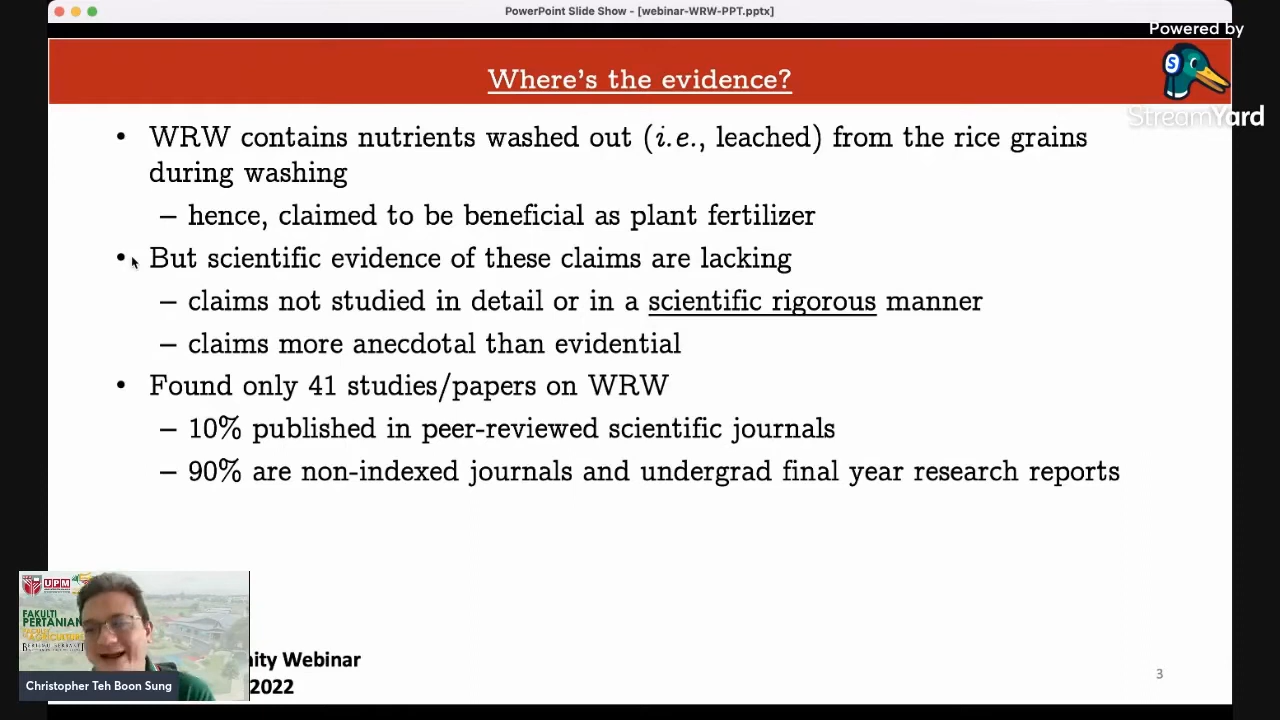 PowerPoint Slide Show - [webinar-WRW-PPT.pptx]
Powered by
S
StreamYard
Where's the evidence?
• WRW contains nutrients washed out (i.e., leached) from the rice grains
during washing
– hence, claimed to be beneficial as plant fertilizer
• But scientific evidence of these claims are lacking
– claims not studied in detail or in a scientific rigorous manner
– claims more anecdotal than evidential
• Found only 41 studies/papers on WRW
– 10% published in peer-reviewed scientific journals
– 90% are non-indexed journals and undergrad final year research reports
UPM
FAKULTI
PERTANIAN
Christopher Teh Boon Sung
Webinar
2022
3